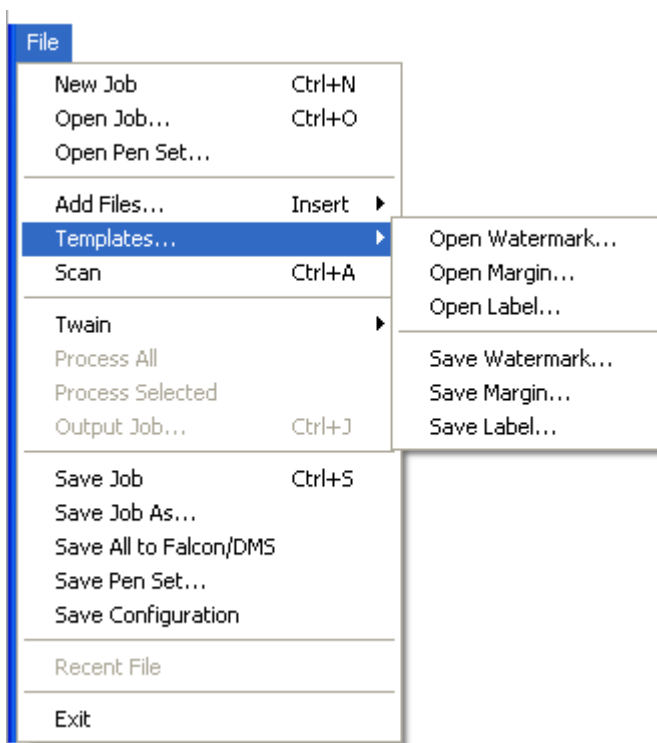 File
New Job Ctrl+N
Open Job... Ctrl+O
Open Pen Set...
Add Files... Insert
Templates...
Scan Ctrl+A
Twain
Process All
Process Selected
Output Job... Ctrl+J
Save Job Ctrl+S
Save Job As...
Save All to Falcon/DMS
Save Pen Set...
Save Configuration
Recent File
Exit
Open Watermark...
Open Margin...
Open Label...
Save Watermark...
Save Margin...
Save Label...